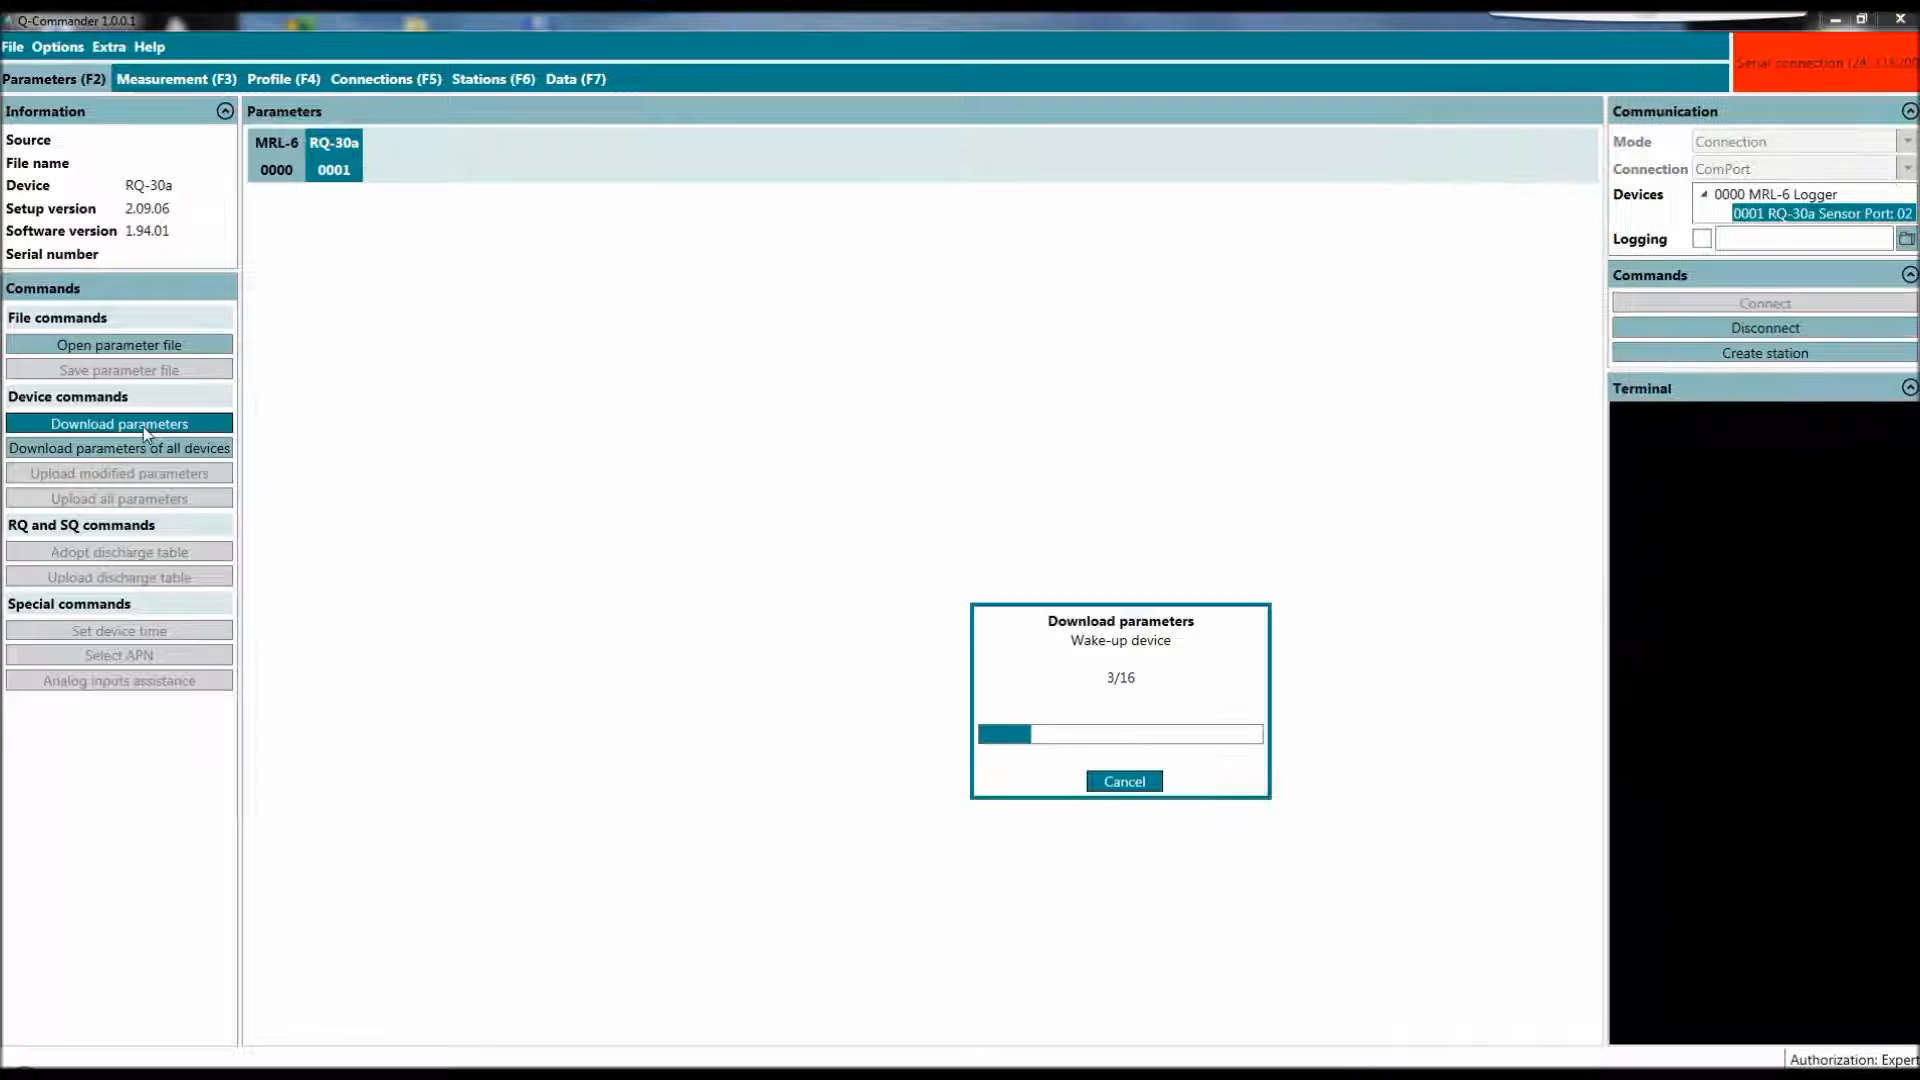 Q-Commander 1.0.0.1
File Options Extra Help
Parameters (F2) Measurement (F3) Profile (F4) Connections (F5) Stations (F6) Data (F7)
Serial connection
Information
Source
File name
Device RQ-30a
Setup version 2.09.06
Software version 1.94.01
Serial number
Commands
File commands
Open parameter file
Save parameter file
Device commands
Download parameters
Download parameters of all devices
Upload modified parameters
Upload all parameters
RQ and SQ commands
Adopt discharge table
Upload discharge table
Special commands
Set device time
Select APN
Analog inputs assistance
Parameters
MRL-6 RQ-30a
0000 0001
Download parameters
Wake-up device
3/16
Cancel
Communication
Mode Connection
Connection ComPort
Devices 0000 MRL-6 Logger
0001 RQ-30a Sensor Port: 02
Logging
Commands
Connect
Disconnect
Create station
Terminal
Authorization: Expert